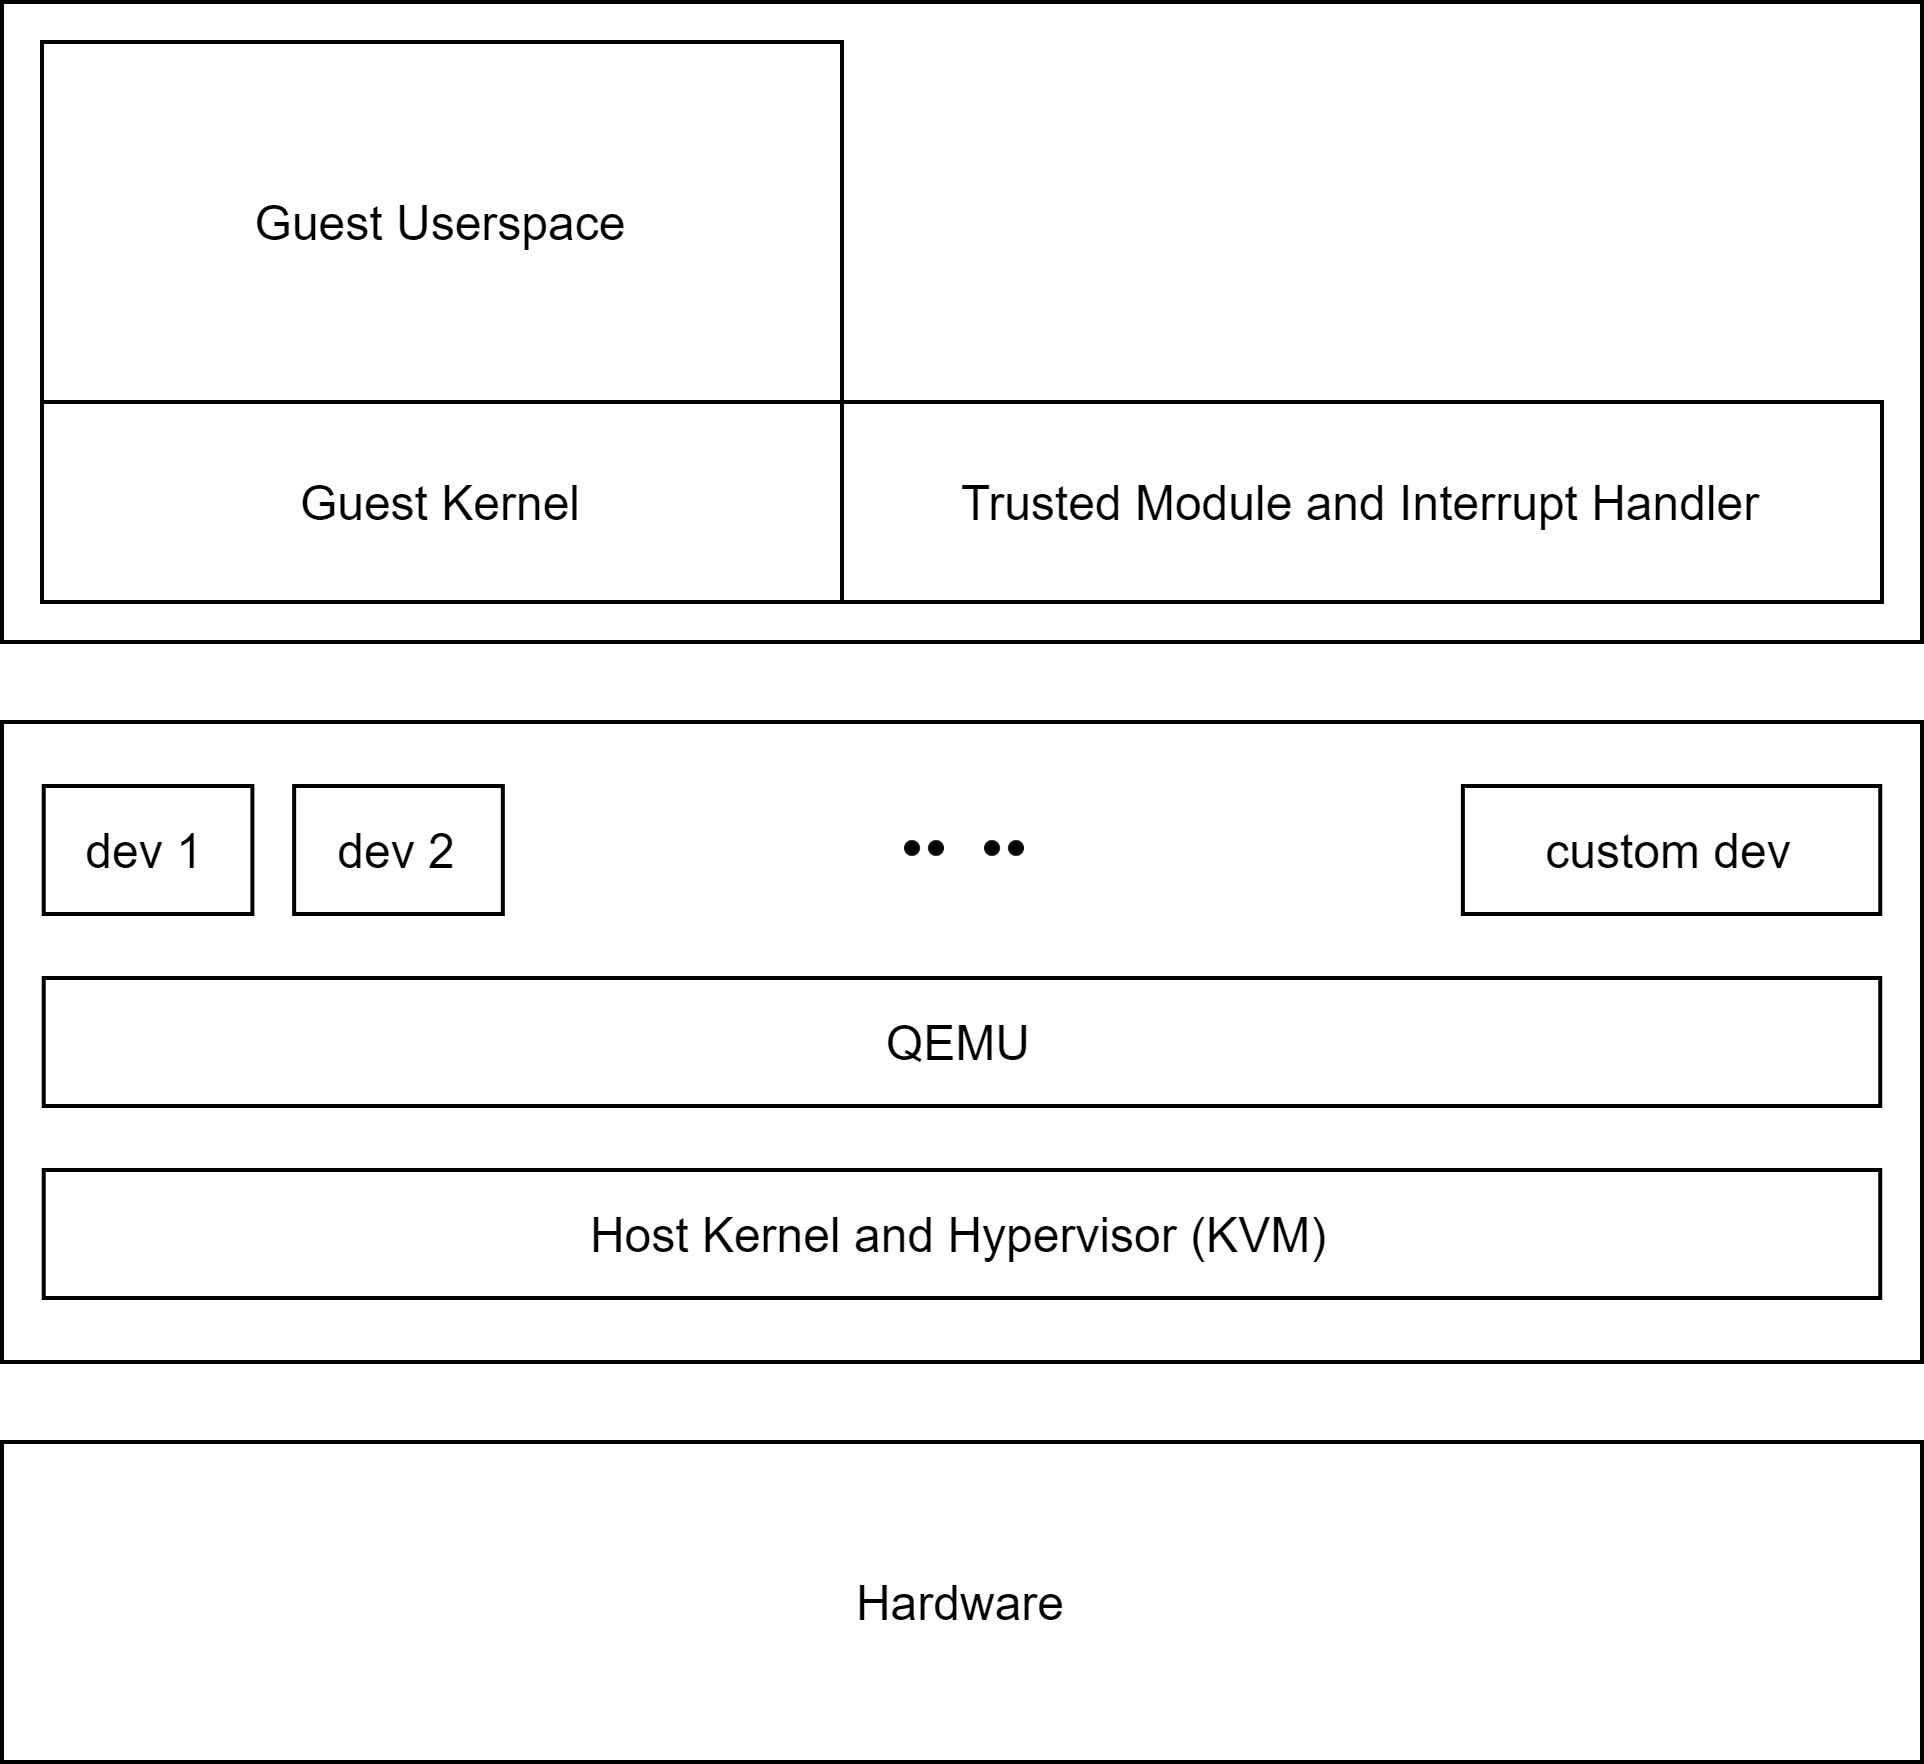 Guest Userspace
Guest Kernel
Trusted Module and Interrupt Handler
dev 1
dev 2
custom dev
QEMU
Host Kernel and Hypervisor (KVM)
Hardware